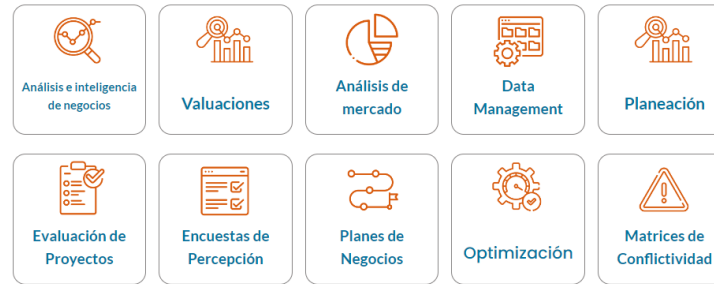 Análisis e inteligencia
de negocios
Valuaciones
Análisis de
mercado
Data
Management
Planeación
Evaluación de
Proyectos
Encuestas de
Percepción
Planes de
Negocios
Optimización
Matrices de
Conflictividad